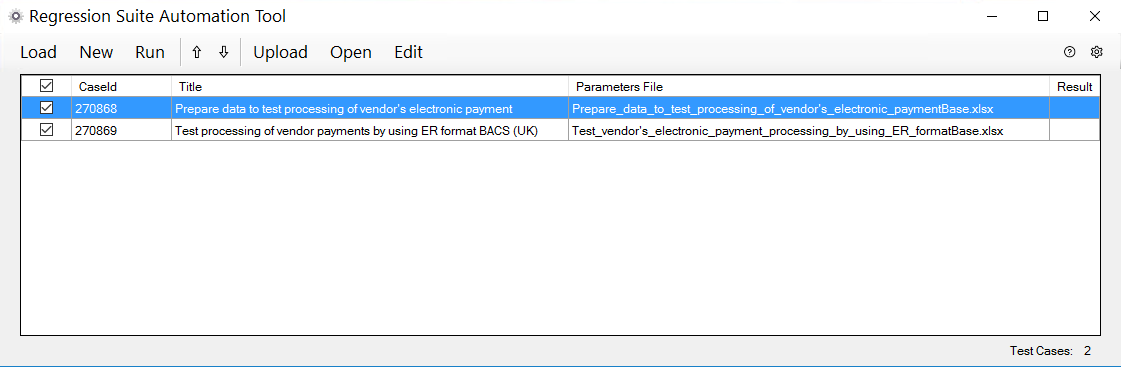 Regression Suite Automation Tool
Load New Run Upload Open Edit
CaseId Title Parameters File Result
270868 Prepare data to test processing of vendor's electronic payment Prepare_data_to_test_processing_of_vendor's_electronic_paymentBase.xlsx
270869 Test processing of vendor payments by using ER format BACS (UK) Test_vendor's_electronic_payment_processing_by_using_ER_formatBase.xlsx
Test Cases: 2